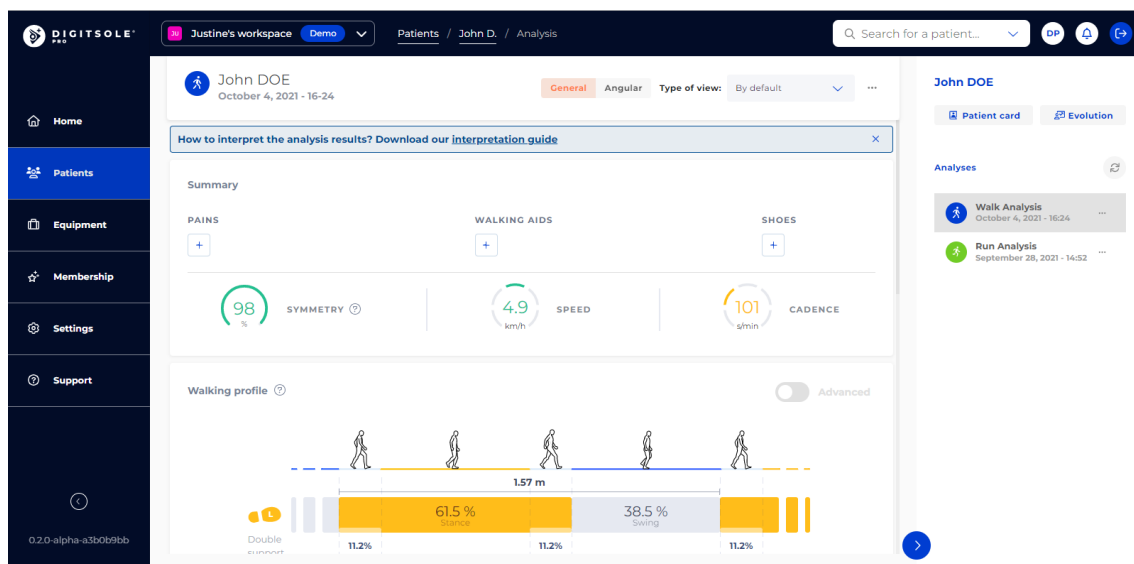 DIGITSOLE®
PRO
JU Justine's workspace Demo
Patients / John D. / Analysis
Search for a patient...
DP
Home
Patients
Equipment
Membership
Settings
Support
0.2.0-alpha-a3b0b9bb
John DOE
October 4, 2021 - 16-24
General Angular Type of view: By default ...
How to interpret the analysis results? Download our interpretation guide ×
Summary
PAINS WALKING AIDS SHOES
+ + +
98 % SYMMETRY ?
4.9 km/h SPEED
101 s/min CADENCE
Walking profile ? Advanced
1.57 m
L 61.5 % Stance 38.5 % Swing
Double support 11.2% 11.2% 11.2%
John DOE
Patient card Evolution
Analyses
Walk Analysis ...
October 4, 2021 - 16:24
Run Analysis ...
September 28, 2021 - 14:52